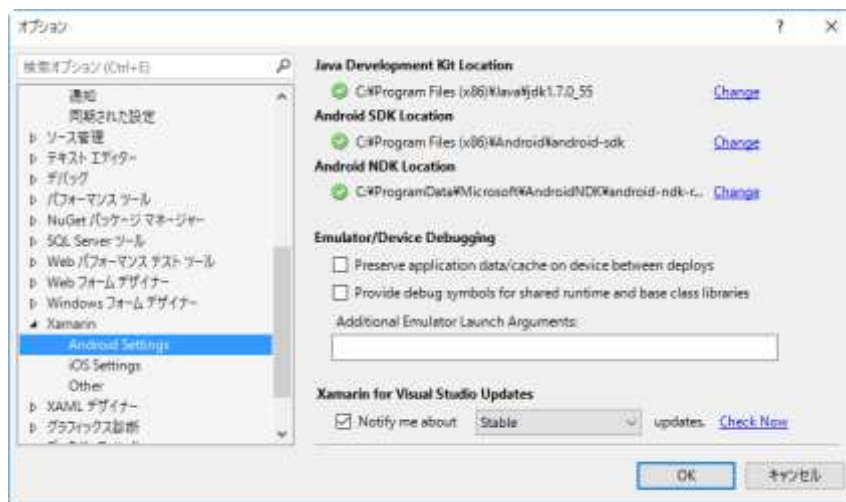 オプション
? ×
検索オプション (Ctrl+E)
通知
同期された設定
ソース管理
テキスト エディター
デバッグ
パフォーマンス ツール
NuGet パッケージ マネージャー
SQL Server ツール
Web パフォーマンス テスト ツール
Web フォーム デザイナー
Windows フォーム デザイナー
Xamarin
Android Settings
iOS Settings
Other
XAML デザイナー
グラフィックス診断
Java Development Kit Location
C:¥Program Files (x86)¥Java¥jdk1.7.0_55 Change
Android SDK Location
C:¥Program Files (x86)¥Android¥android-sdk Change
Android NDK Location
C:¥ProgramData¥Microsoft¥AndroidNDK¥android-ndk-r... Change
Emulator/Device Debugging
Preserve application data/cache on device between deploys
Provide debug symbols for shared runtime and base class libraries
Additional Emulator Launch Arguments:
Xamarin for Visual Studio Updates
Notify me about Stable updates. Check Now
OK キャンセル